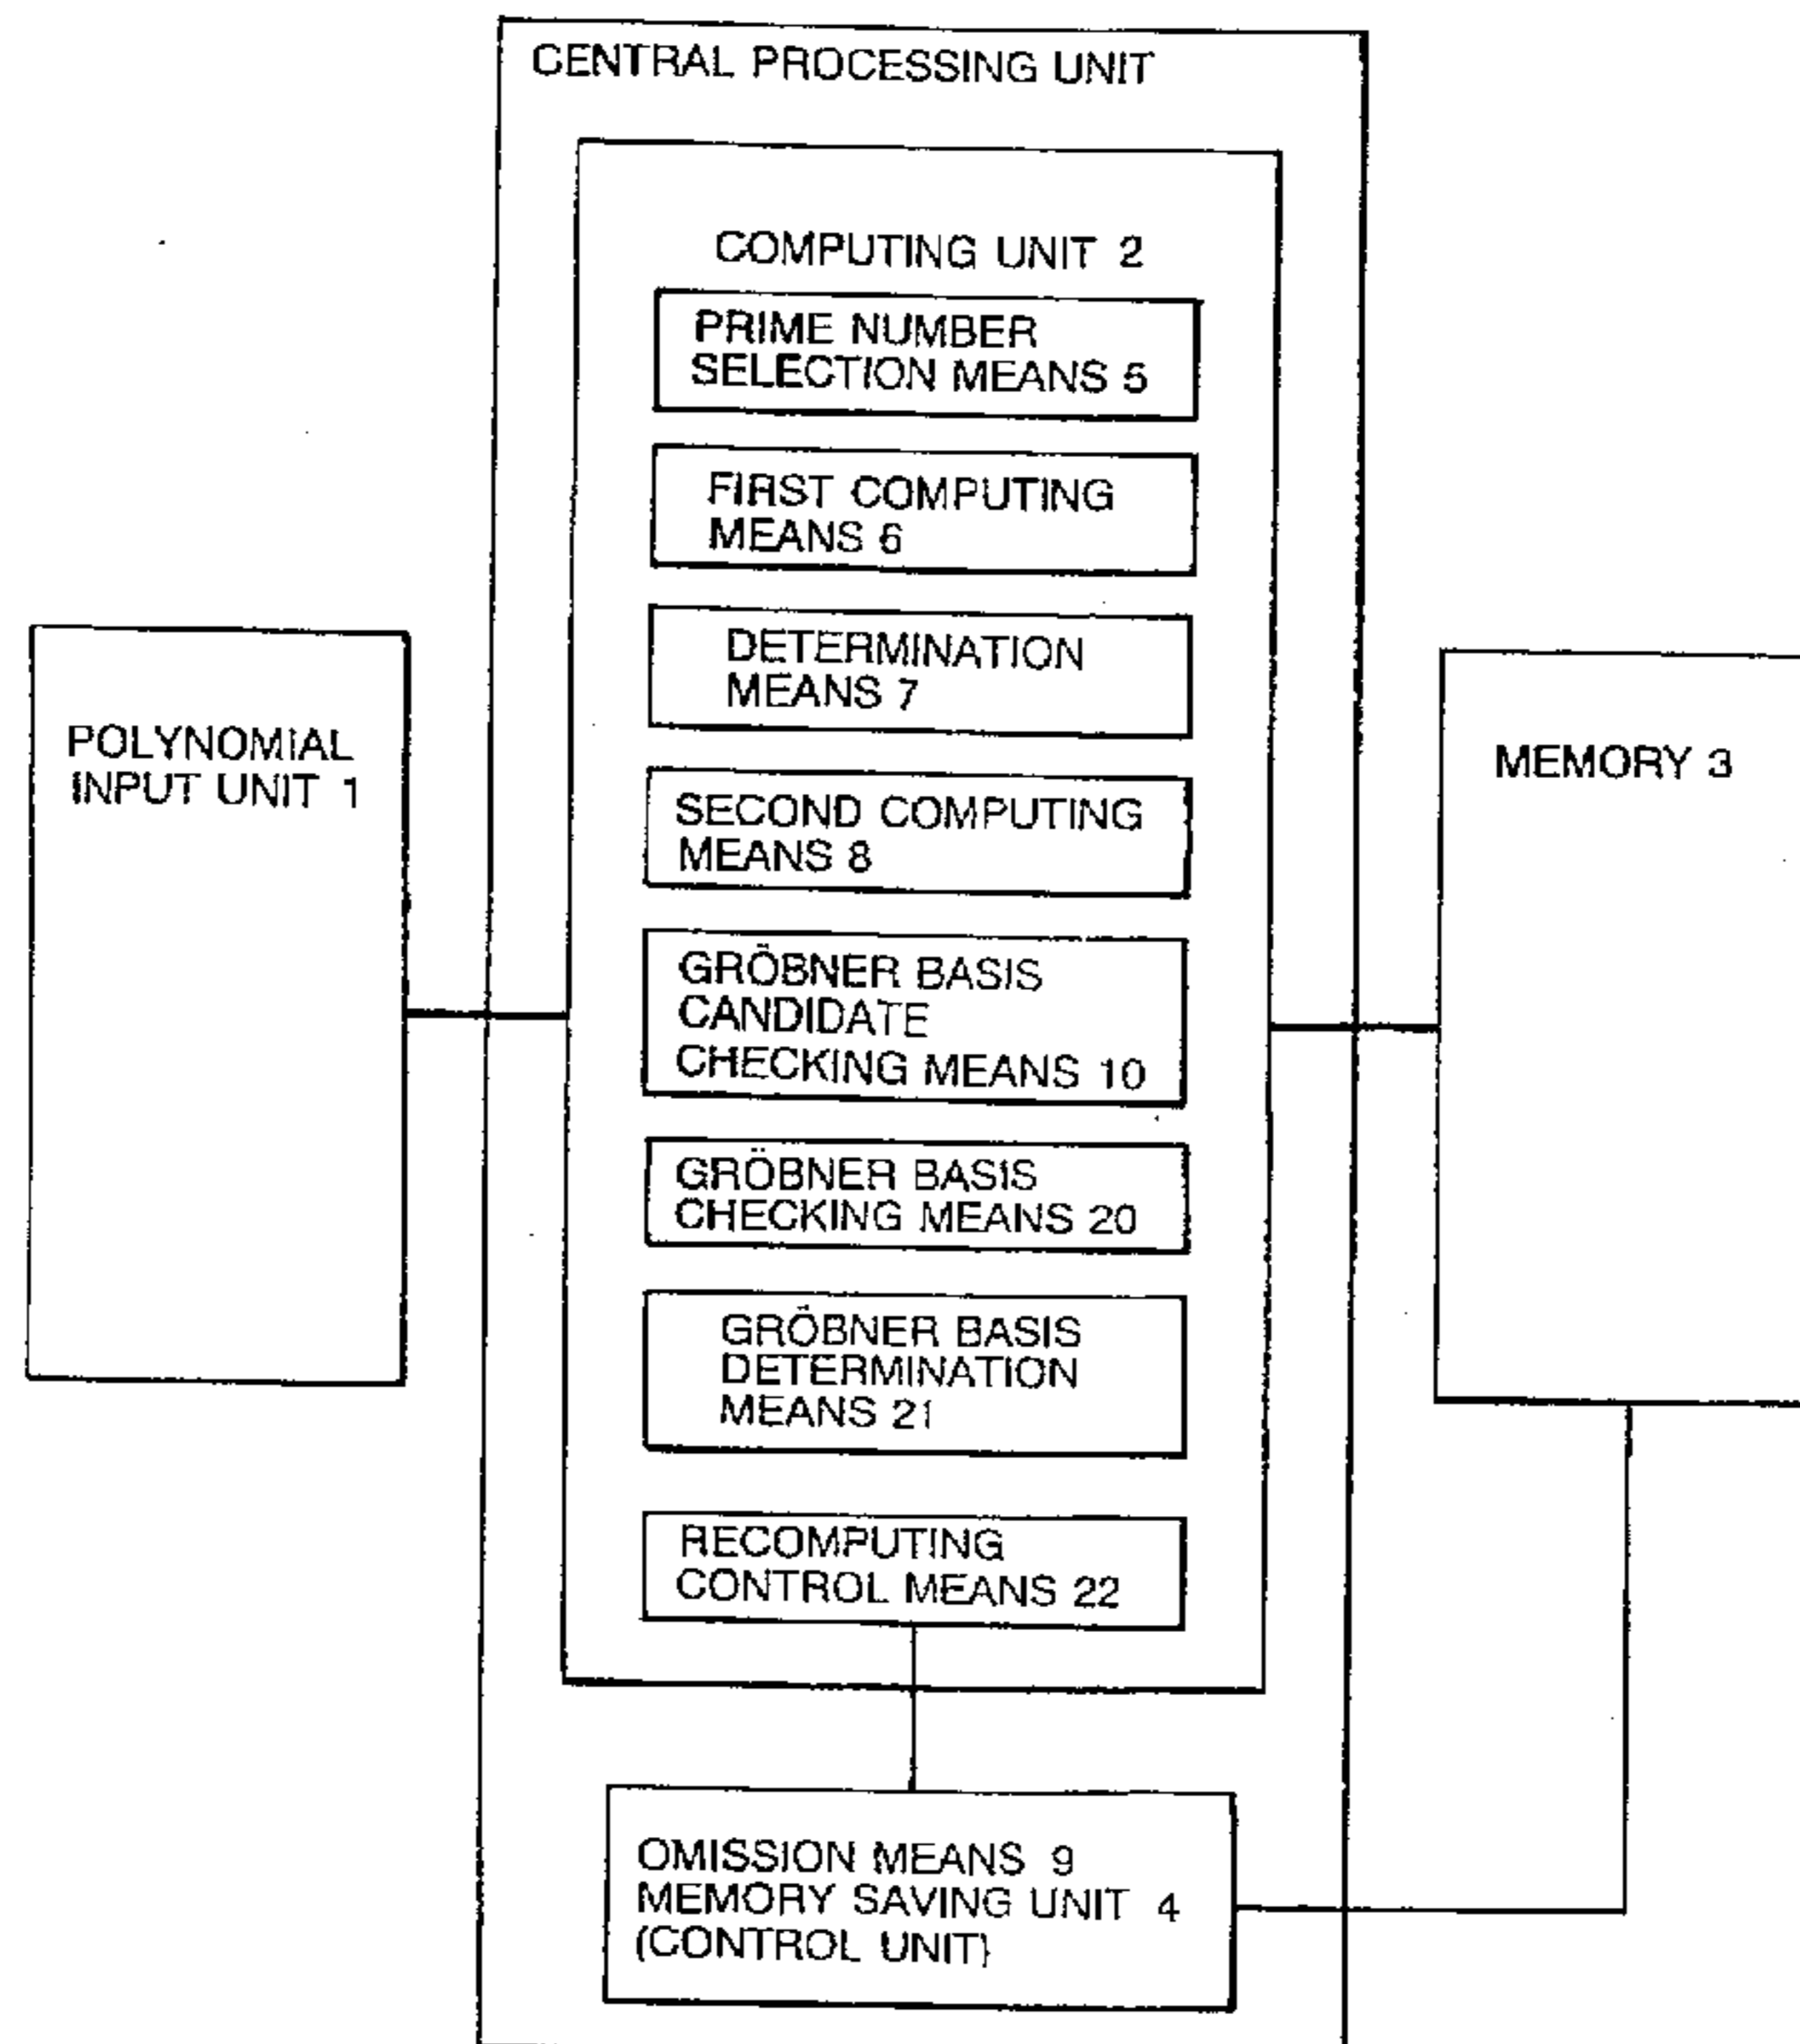 CENTRAL PROCESSING UNIT
COMPUTING UNIT 2
PRIME NUMBER
SELECTION MEANS 5
FIRST COMPUTING
MEANS 6
DETERMINATION
MEANS 7
POLYNOMIAL
INPUT UNIT 1
MEMORY 3
SECOND COMPUTING
MEANS 8
GRÖBNER BASIS
CANDIDATE
CHECKING MEANS 10
GRÖBNER BASIS
CHECKING MEANS 20
GRÖBNER BASIS
DETERMINATION
MEANS 21
RECOMPUTING
CONTROL MEANS 22
OMISSION MEANS 9
MEMORY SAVING UNIT 4
(CONTROL UNIT)